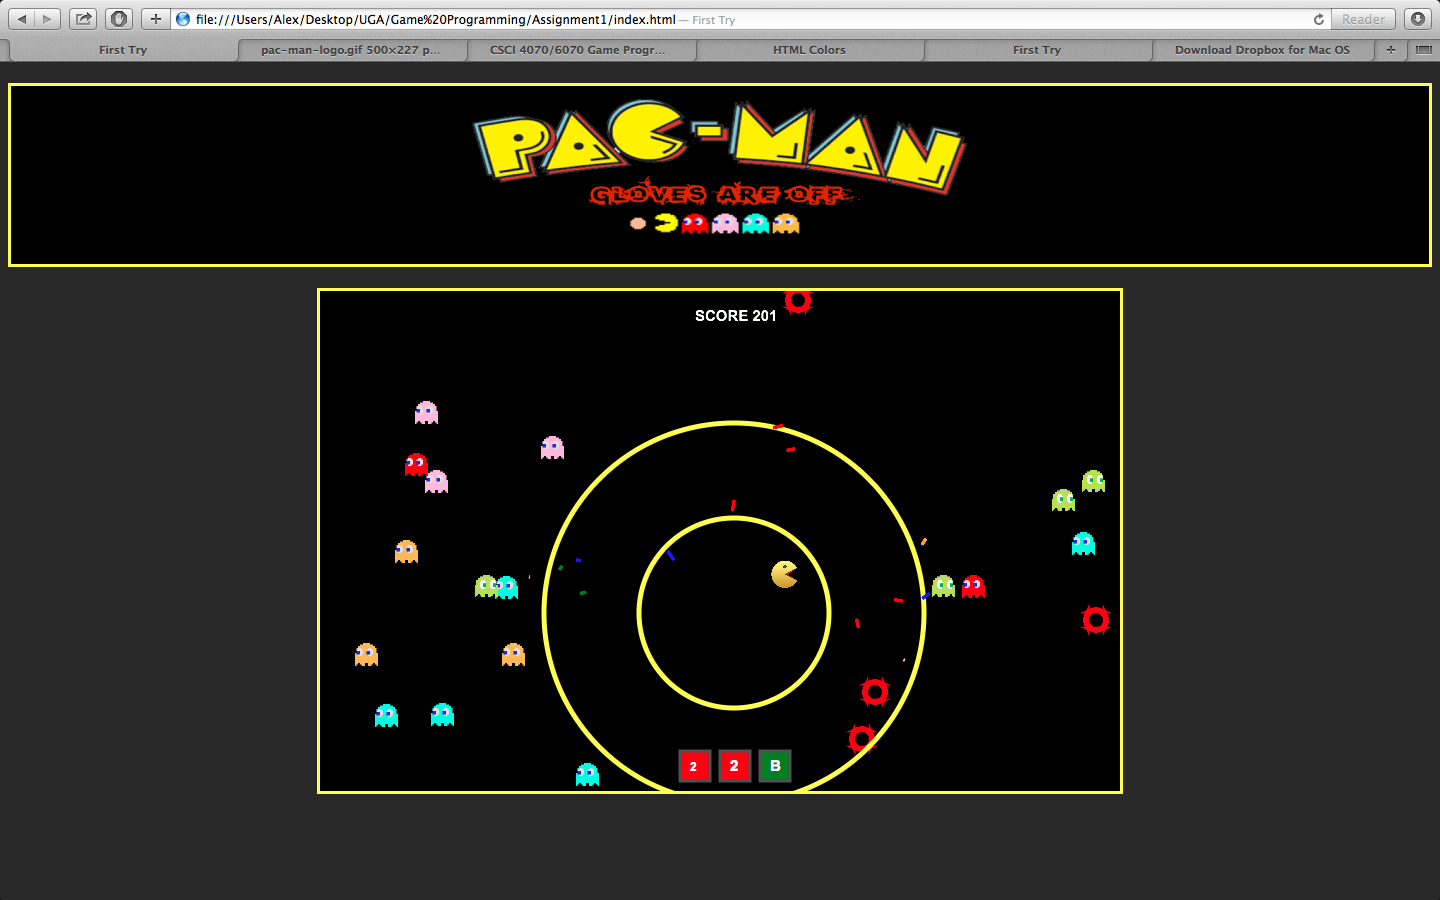 file:///Users/Alex/Desktop/UGA/Game%20Programming/Assignment1/index.html — First Try
Reader
First Try
pac-man-logo.gif 500×227 p...
CSCI 4070/6070 Game Progr...
HTML Colors
First Try
Download Dropbox for Mac OS
PAC-MAN
GLOVES ARE OFF
SCORE 201
2 2 B